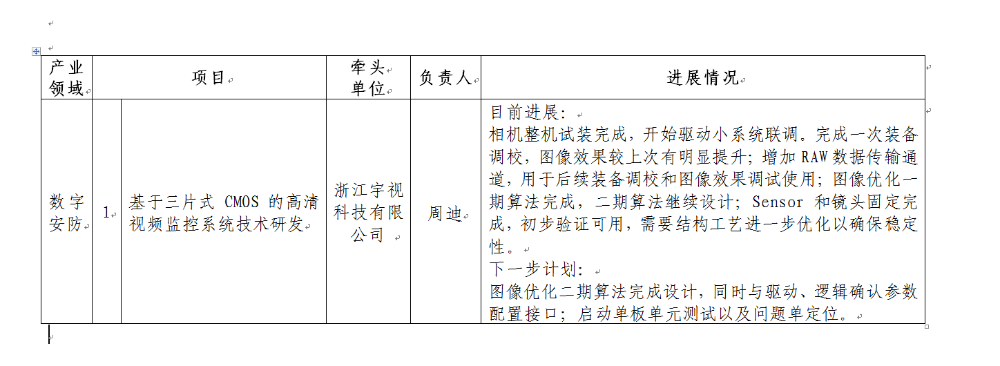 产业
领域
项目
牵头
单位
负责人
进展情况
数字
安防
1
基于三片式 CMOS 的高清
视频监控系统技术研发
浙江宇视
科技有限
公司
周迪
目前进展：
相机整机试装完成，开始驱动小系统联调。完成一次装备
调校，图像效果较上次有明显提升；增加 RAW 数据传输通
道，用于后续装备调校和图像效果调试使用；图像优化一
期算法完成，二期算法继续设计；Sensor 和镜头固定完
成，初步验证可用，需要结构工艺进一步优化以确保稳定
性。
下一步计划：
图像优化二期算法完成设计，同时与驱动、逻辑确认参数
配置接口；启动单板单元测试以及问题单定位。